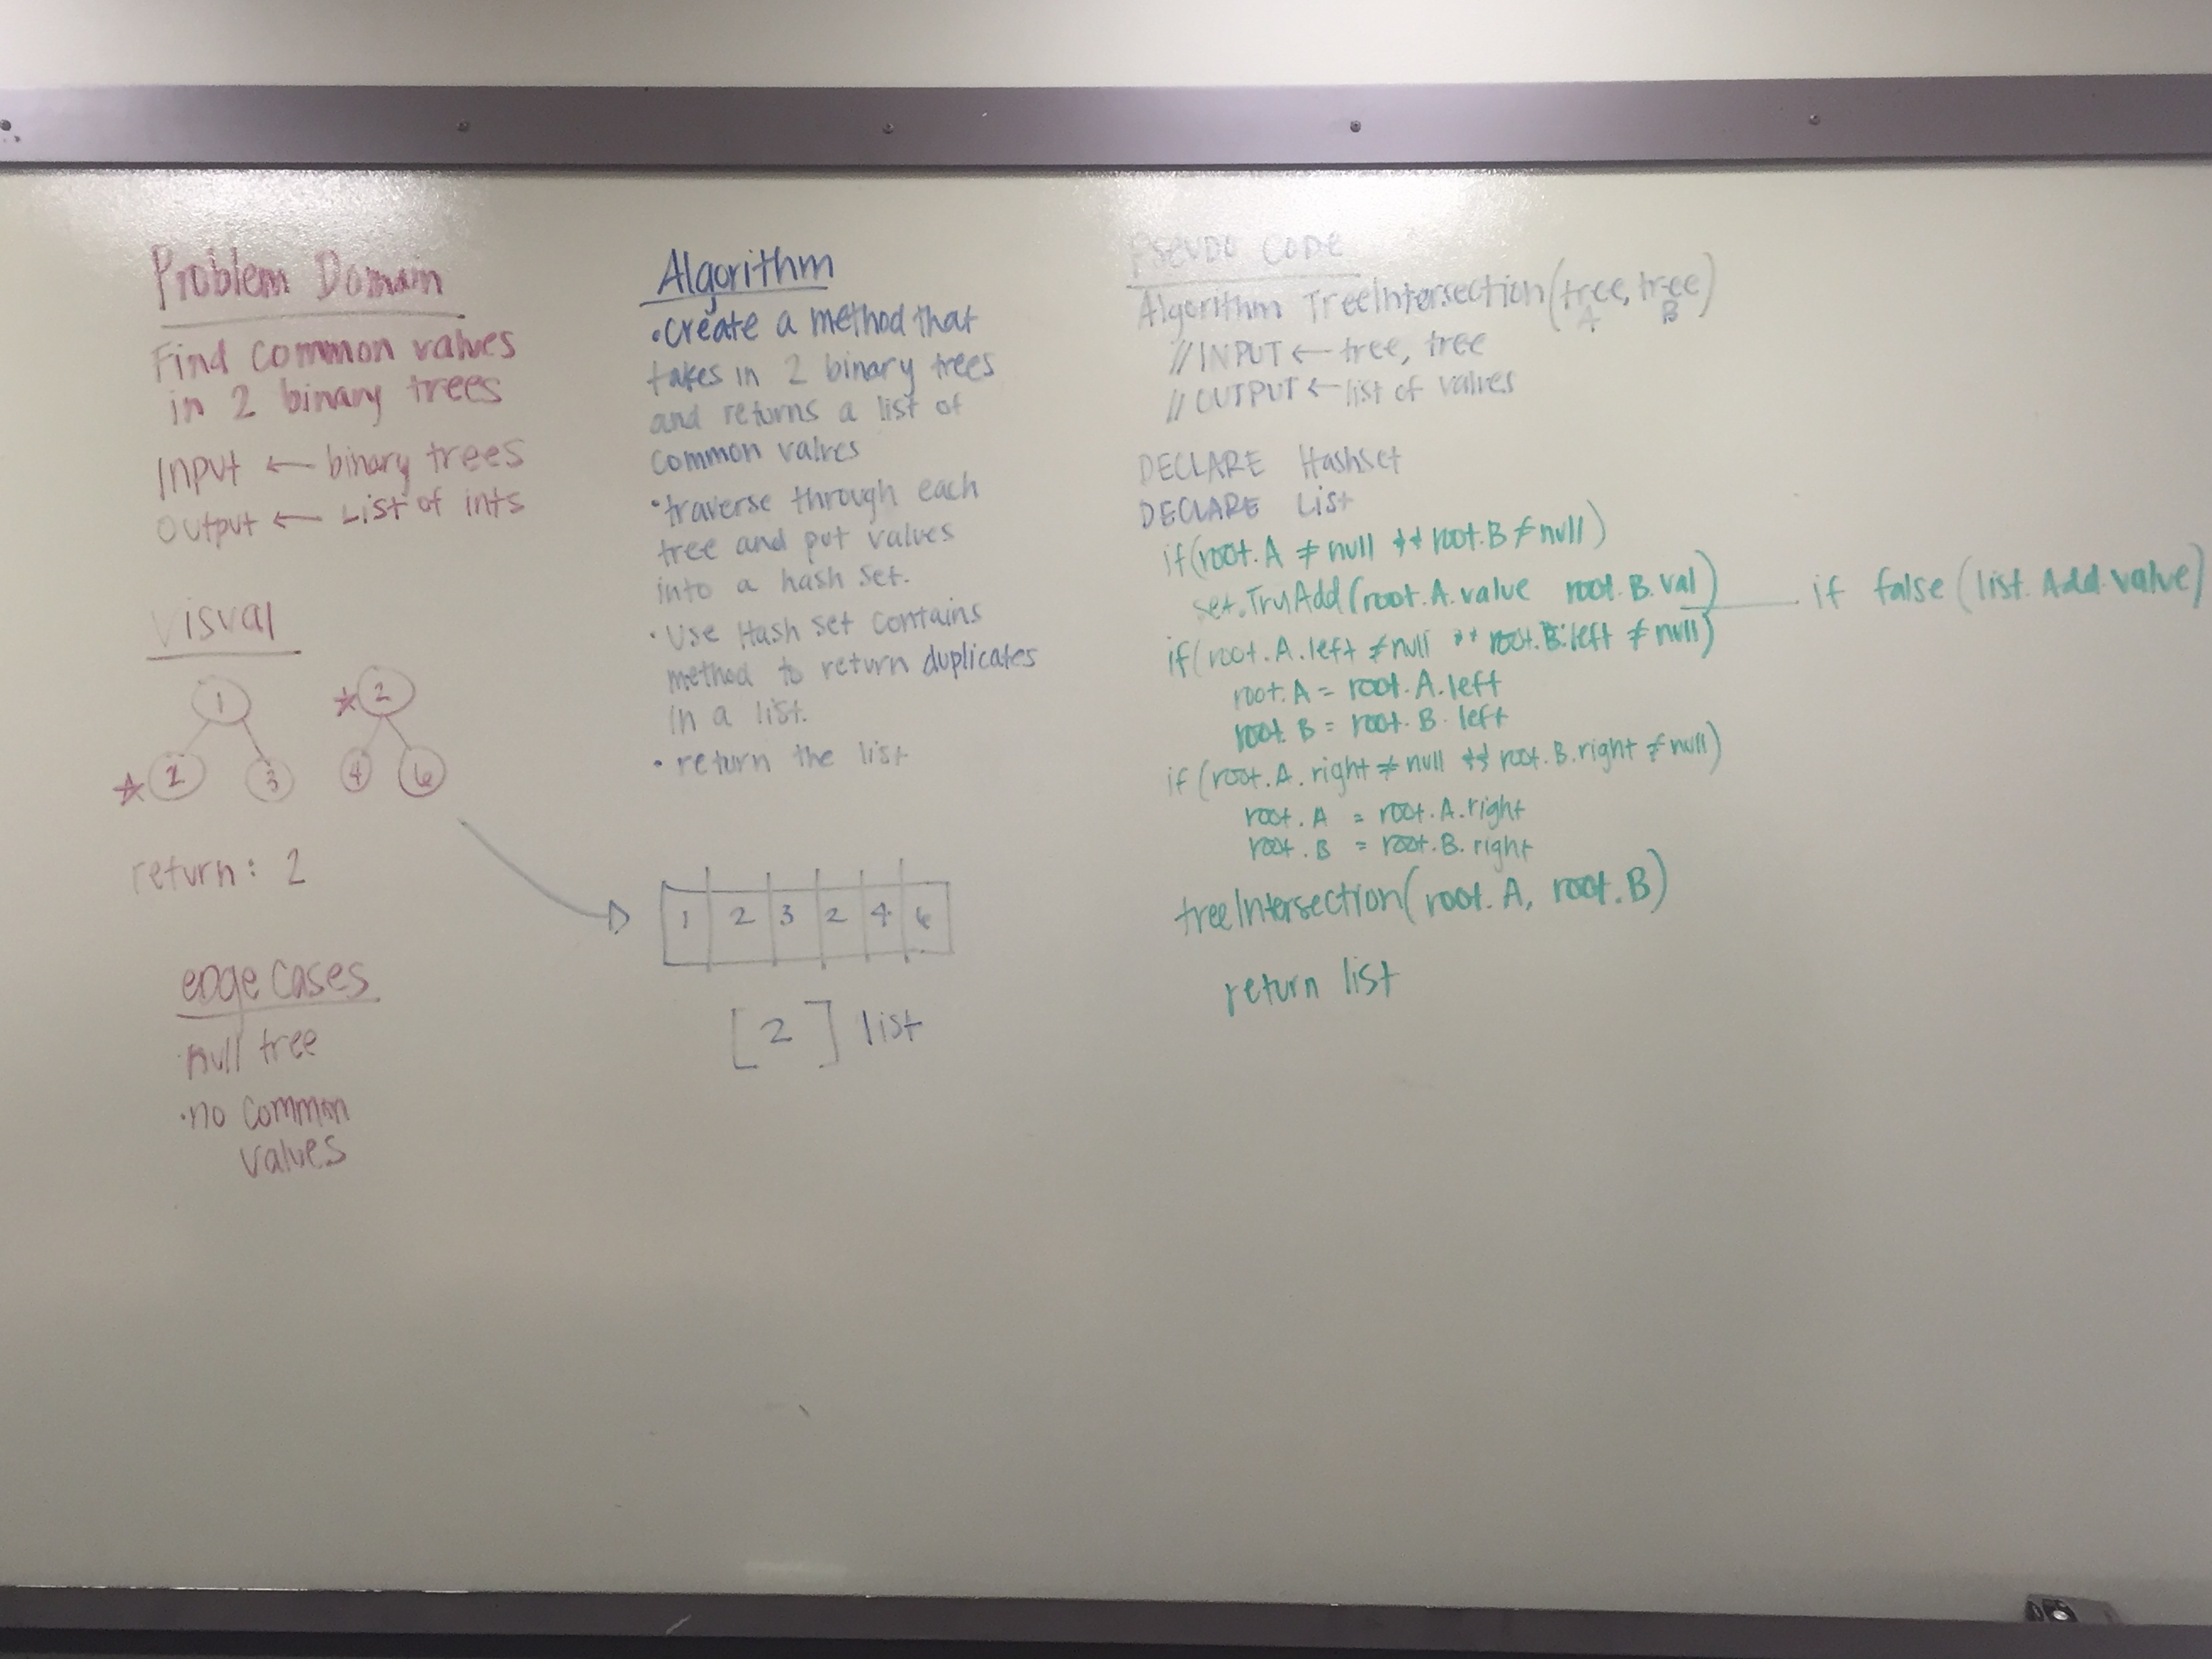 Problem Domain
Find common values
in 2 binary trees
Input ← binary trees
Output ← List of ints
Visual
1
2
3
2
4
6
return: 2
edge cases
·null tree
·no common
values
Algorithm
·Create a method that
takes in 2 binary trees
and returns a list of
common values
·traverse through each
tree and put values
into a hash set.
·Use Hash set contains
method to return duplicates
in a list.
·return the list
1 2 3 2 4 6
[2] list
Pseudo Code
Algorithm TreeIntersection(tree, tree)
A B
//INPUT ← tree, tree
//OUTPUT ← list of values
DECLARE Hashset
DECLARE List
if(root.A ≠ null && root.B ≠ null)
set.TryAdd(root.A.value root.B.val) if false (list.Add.value)
if(root.A.left ≠ null && root.B.left ≠ null)
root.A = root.A.left
root.B = root.B.left
if(root.A.right ≠ null && root.B.right ≠ null)
root.A = root.A.right
root.B = root.B.right
treeIntersection(root.A, root.B)
return list